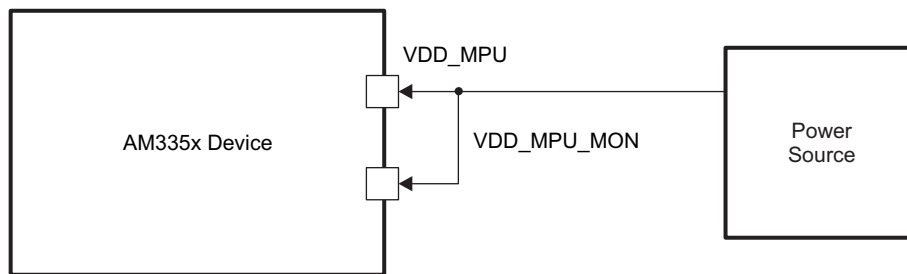 VDD_MPU
AM335x Device
VDD_MPU_MON
Power
Source